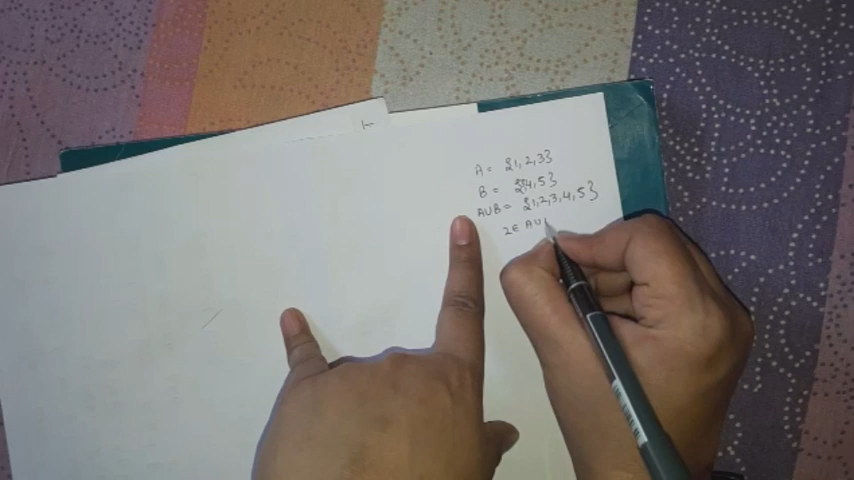 A = {1,2,3}
B = {4,5}
AUB = {1,2,3,4,5}
2∈ AU